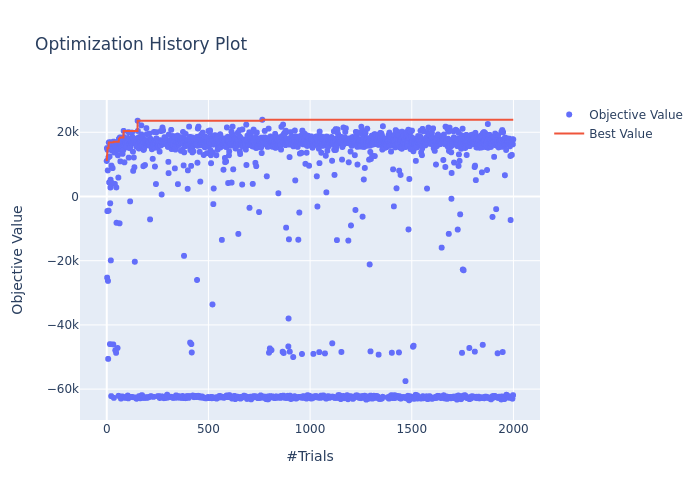 Optimization History Plot
Objective Value
Best Value
20k
0
−20k
−40k
−60k
Objective Value
0
500
1000
1500
2000
#Trials